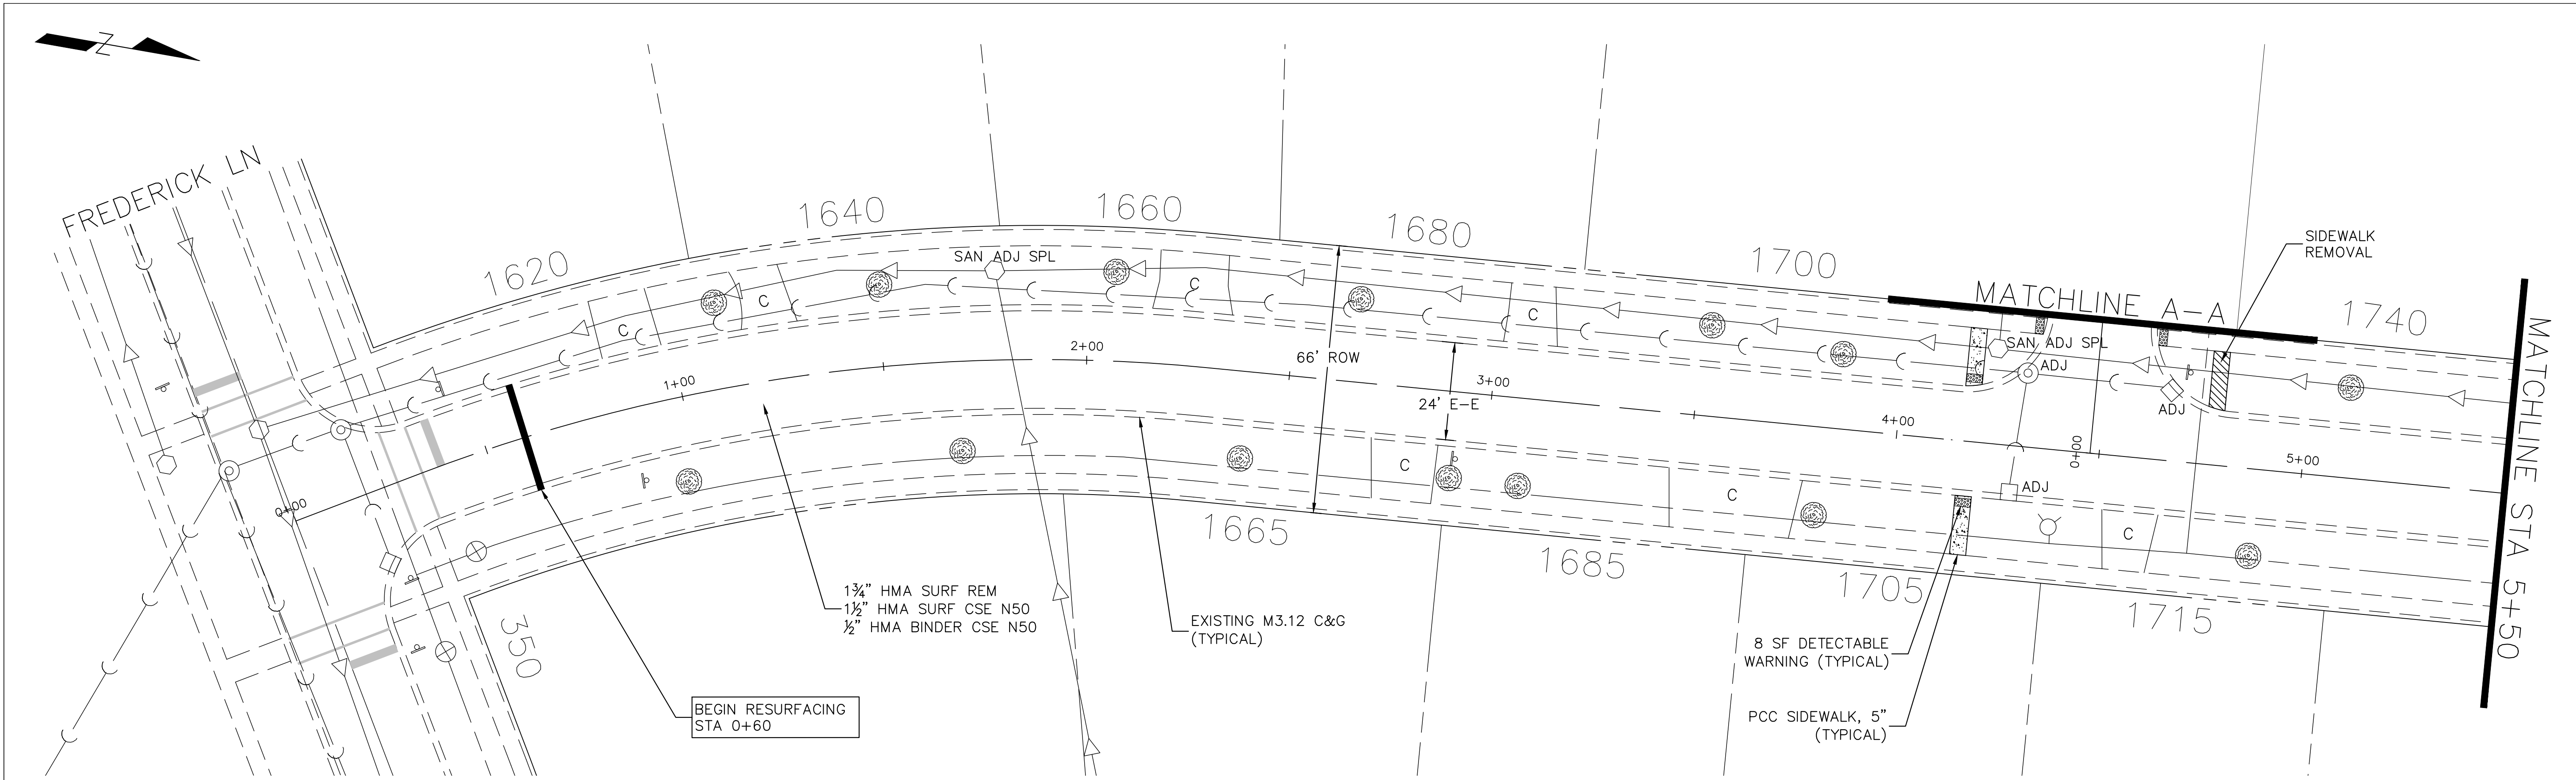 Z
FREDERICK LN
1620
1640
1660
1680
1700
1740
SIDEWALK
REMOVAL
MATCHLINE A-A
MATCHLINE STA 5+50
SAN ADJ SPL
SAN ADJ SPL
C
C
C
C
ADJ
ADJ
0+00
1+00
2+00
3+00
4+00
5+00
0+00
66' ROW
24' E-E
C
C
C
ADJ
1665
1685
1705
1715
350
1¾" HMA SURF REM
1½" HMA SURF CSE N50
½" HMA BINDER CSE N50
EXISTING M3.12 C&G
(TYPICAL)
8 SF DETECTABLE
WARNING (TYPICAL)
PCC SIDEWALK, 5"
(TYPICAL)
BEGIN RESURFACING
STA 0+60